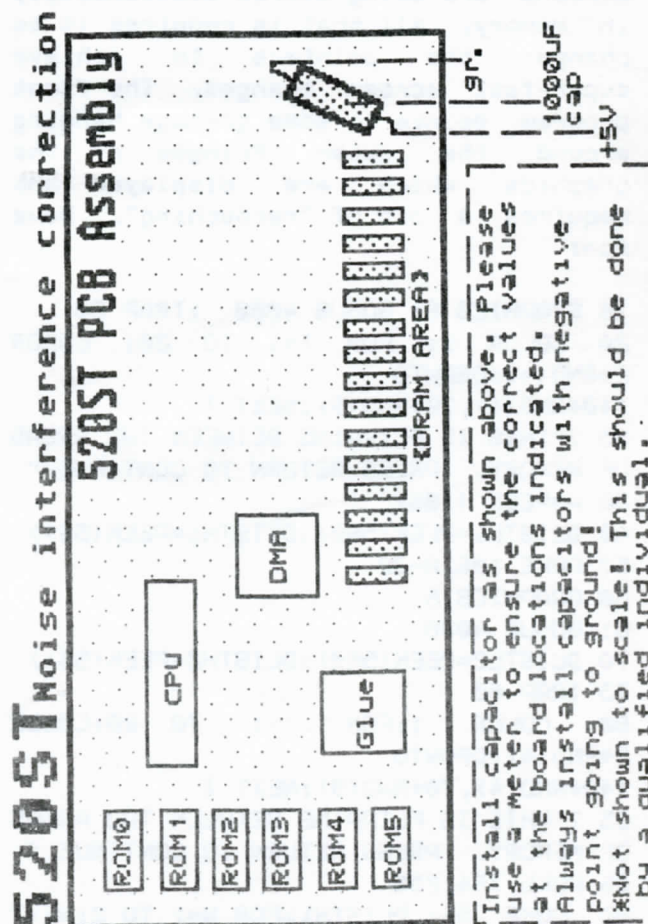 520ST Noise interference correction
520ST PCB Assembly
CPU
DMA
Glue
ROM0
ROM1
ROM2
ROM3
ROM4
ROM5
<DRAM AREA>
gr.
1000uF
cap
+5V
Install capacitor as shown above. Please
use a meter to ensure the correct values
at the board locations indicated.
Always install capacitors with negative
point going to ground!
*Not shown to scale! This should be done
by a qualified individual.